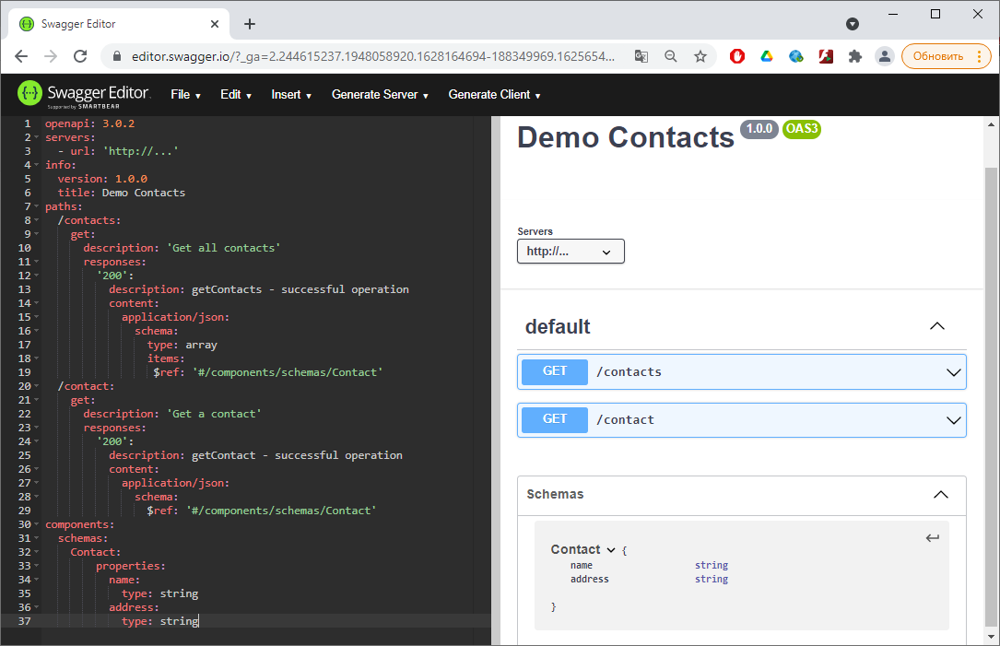 Swagger Editor
editor.swagger.io/?_ga=2.244615237.1948058920.1628164694-188349969.1625654...
Обновить
Swagger Editor
Supported by SMARTBEAR
File Edit Insert Generate Server Generate Client
1 openapi: 3.0.2
2 servers:
3   - url: 'http://...'
4 info:
5   version: 1.0.0
6   title: Demo Contacts
7 paths:
8   /contacts:
9     get:
10       description: 'Get all contacts'
11       responses:
12         '200':
13           description: getContacts - successful operation
14           content:
15             application/json:
16               schema:
17                 type: array
18                 items:
19                  $ref: '#/components/schemas/Contact'
20   /contact:
21     get:
22       description: 'Get a contact'
23       responses:
24         '200':
25           description: getContact - successful operation
26           content:
27             application/json:
28               schema:
29                 $ref: '#/components/schemas/Contact'
30 components:
31   schemas:
32     Contact:
33         properties:
34           name:
35             type: string
36           address:
37             type: string
Demo Contacts 1.0.0 OAS3
Servers
http://...
default
GET /contacts
GET /contact
Schemas
Contact {
name string
address string
}